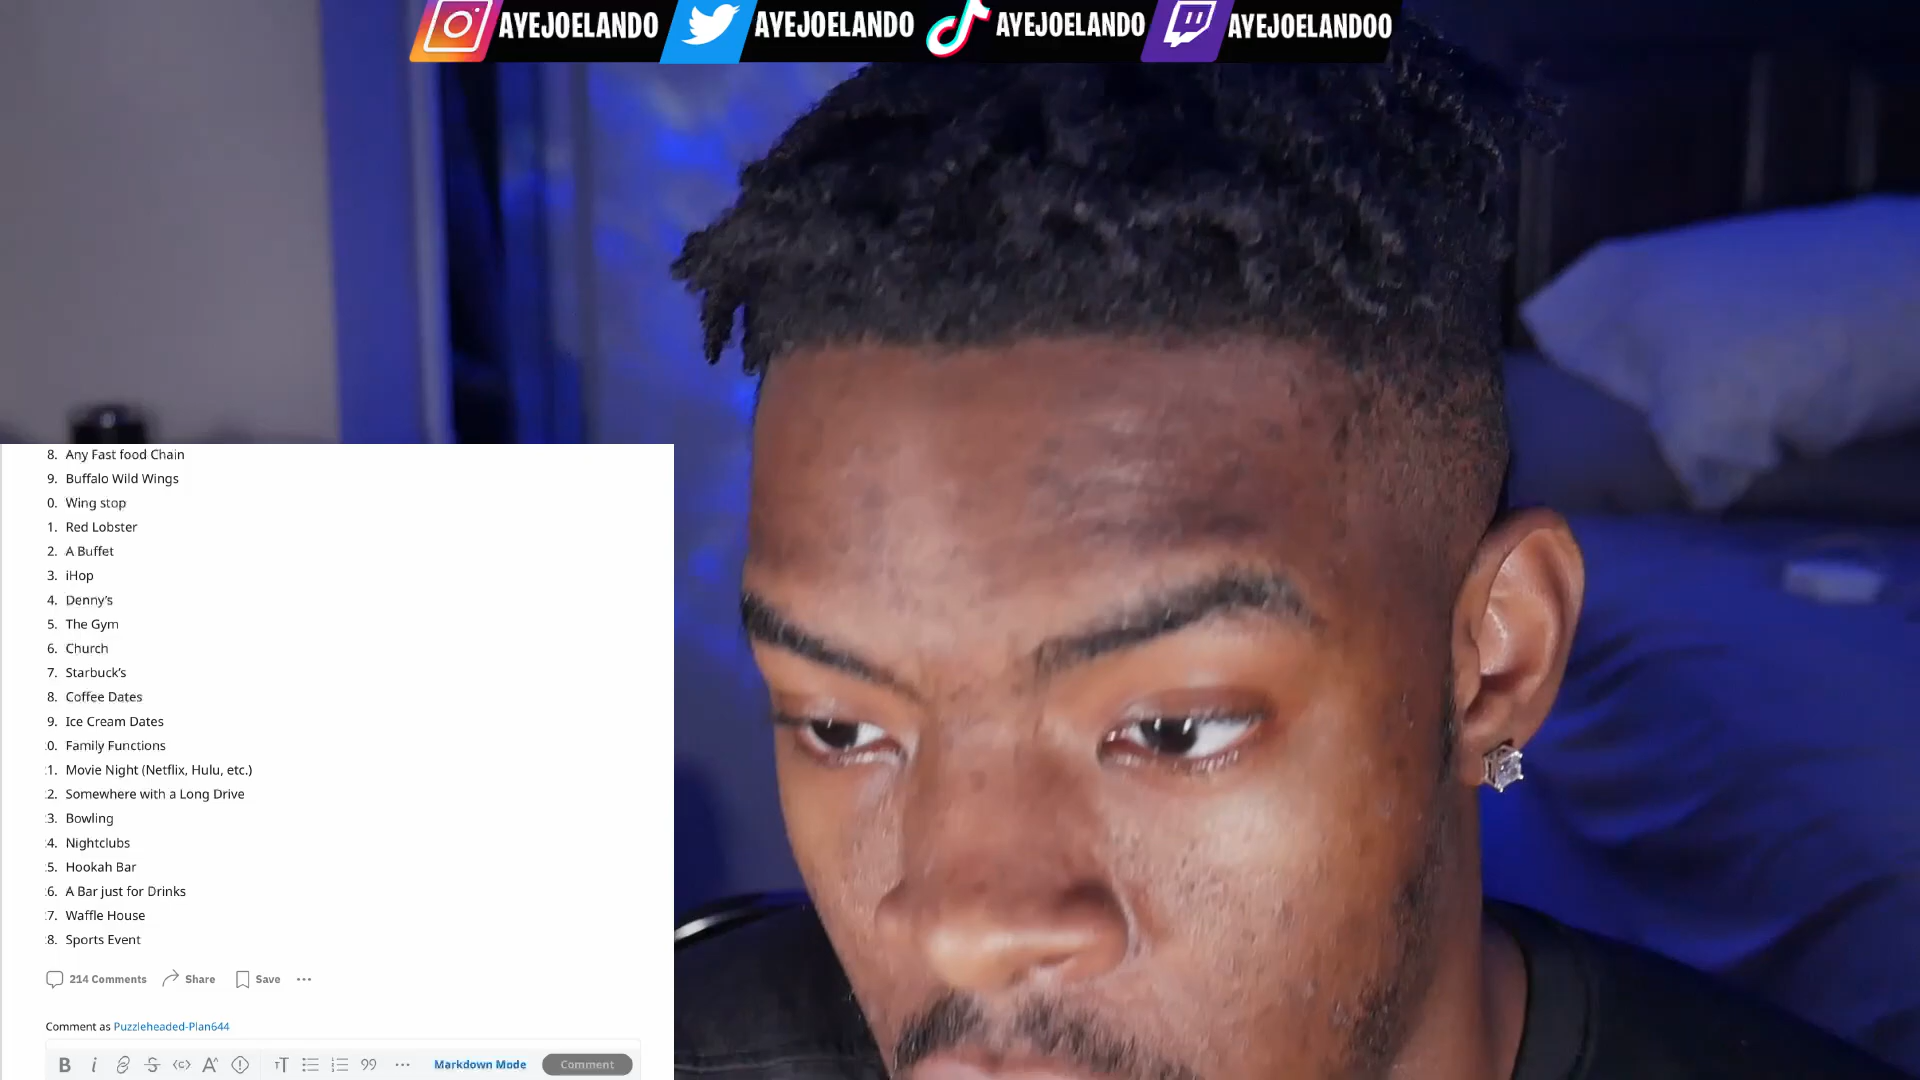 AYEJOELANDO AYEJOELANDO AYEJOELANDO AYEJOELANDOO
8. Any Fast food Chain
9. Buffalo Wild Wings
0. Wing stop
1. Red Lobster
2. A Buffet
3. iHop
4. Denny's
5. The Gym
6. Church
7. Starbuck's
8. Coffee Dates
9. Ice Cream Dates
0. Family Functions
1. Movie Night (Netflix, Hulu, etc.)
2. Somewhere with a Long Drive
3. Bowling
4. Nightclubs
5. Hookah Bar
6. A Bar just for Drinks
7. Waffle House
8. Sports Event
214 Comments Share Save ...
Comment as Puzzleheaded-Plan644
B i Markdown Mode Comment